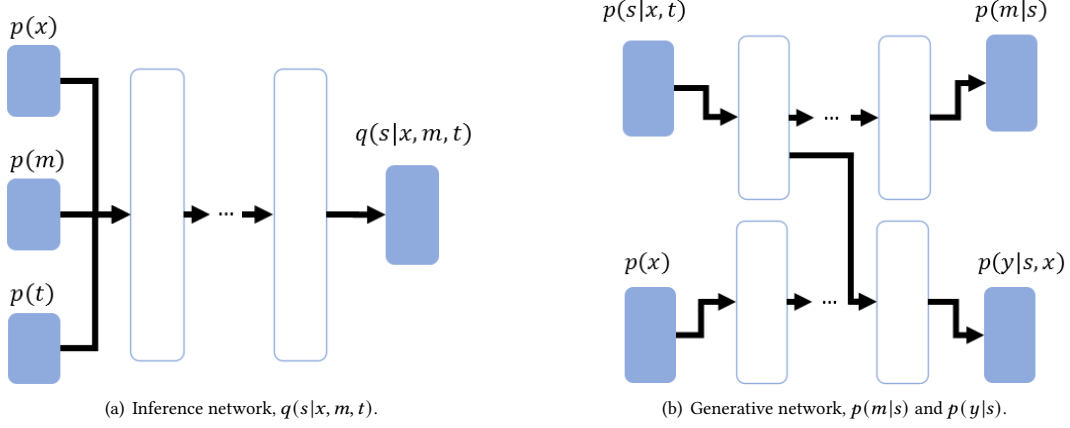 p(x)
p(m)
p(t)
...
q(s|x, m, t)
(a) Inference network, q(s|x, m, t).
p(s|x, t)
p(m|s)
...
p(x)
p(y|s, x)
...
(b) Generative network, p(m|s) and p(y|s).